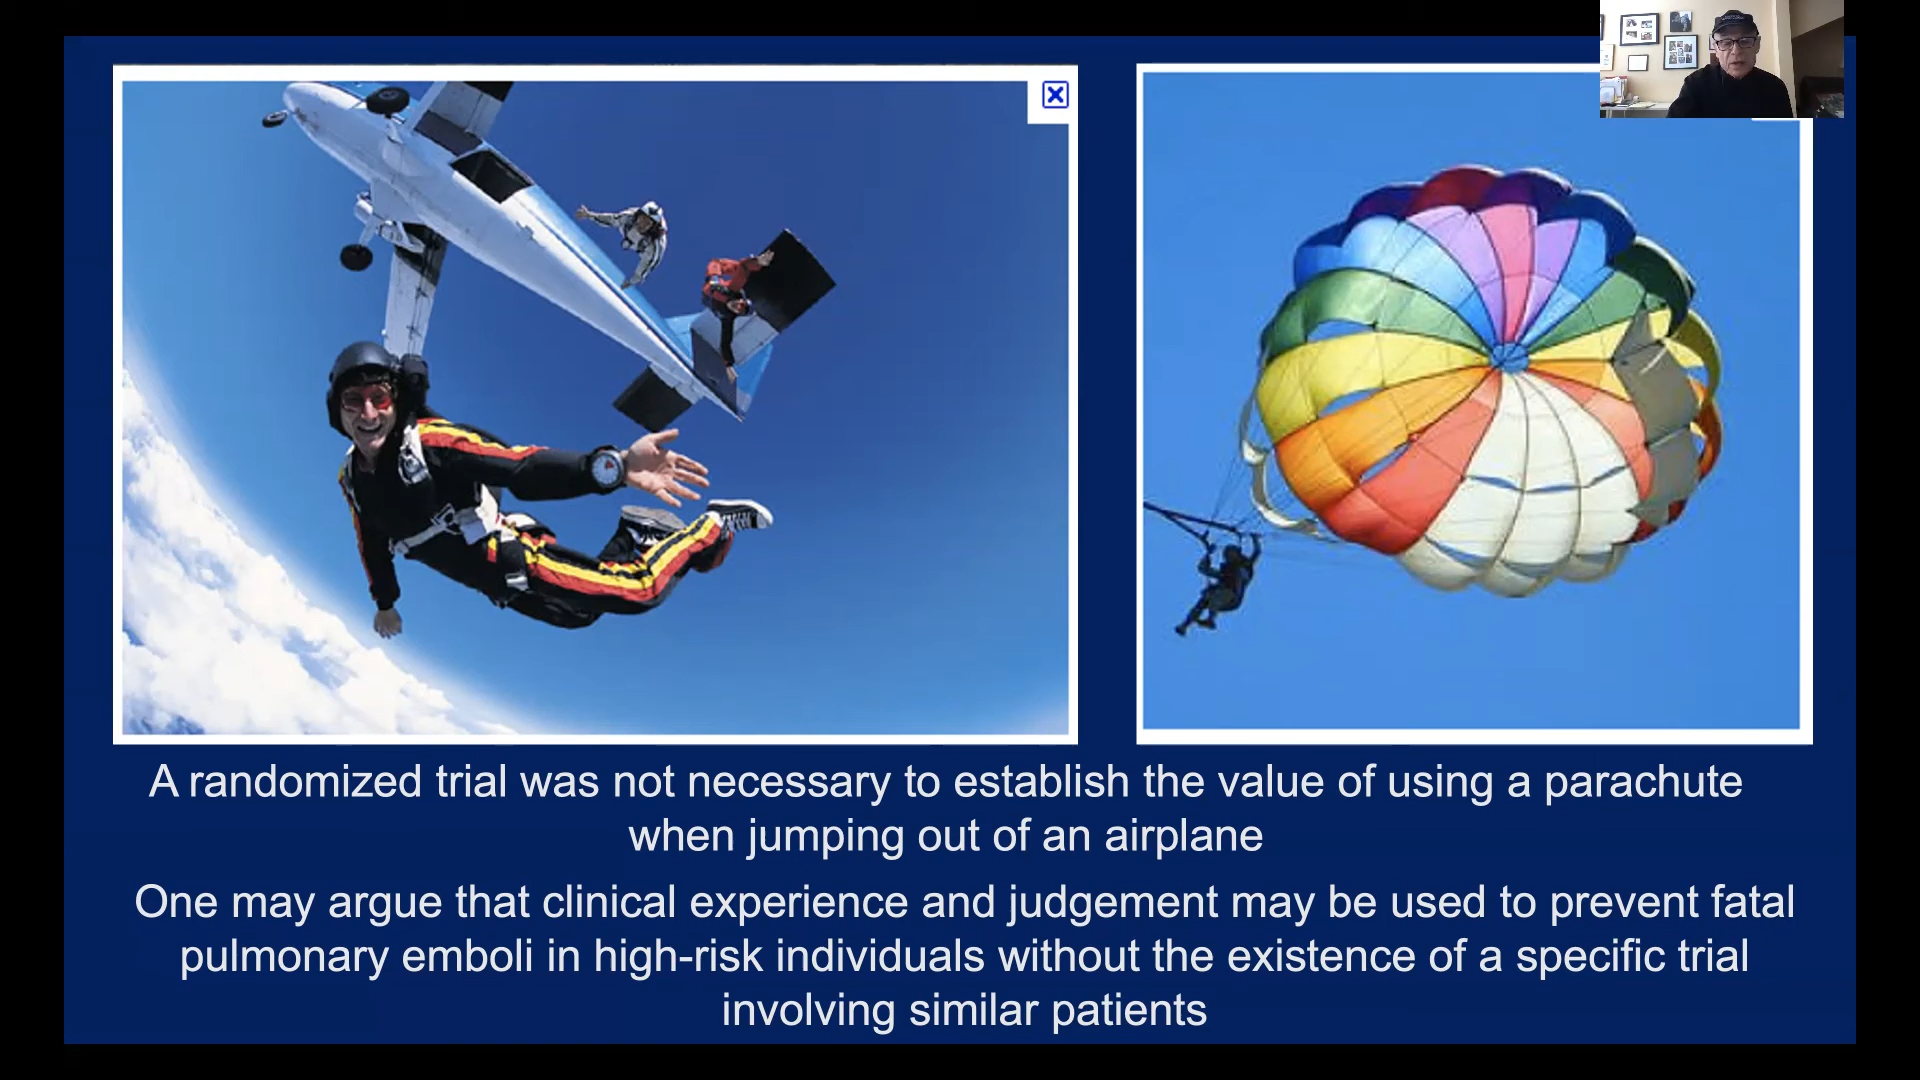 A randomized trial was not necessary to establish the value of using a parachute
when jumping out of an airplane
One may argue that clinical experience and judgement may be used to prevent fatal
pulmonary emboli in high-risk individuals without the existence of a specific trial
involving similar patients